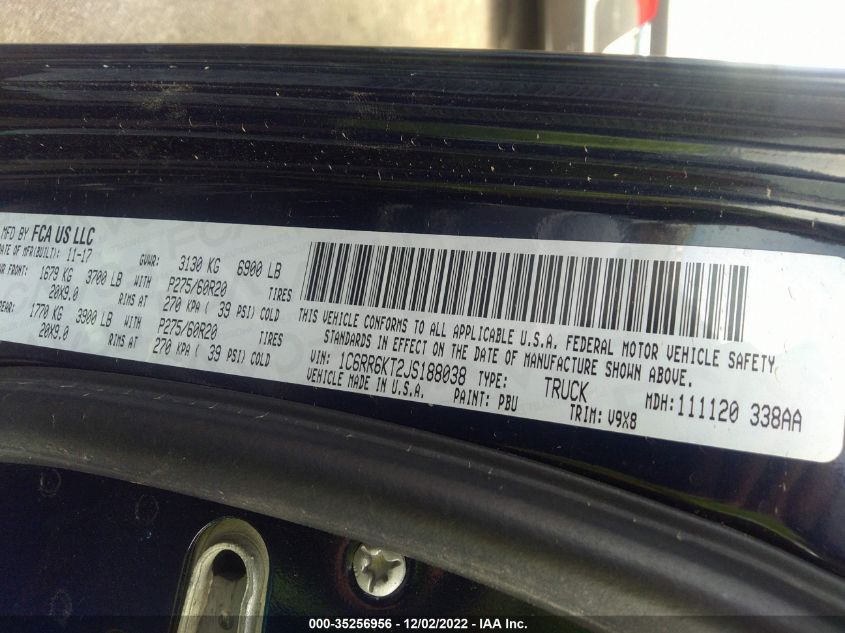 MFD BY FCA US LLC
DATE OF MFR(BUILT): 11-17 GVWR: 3130 KG 6900 LB
FRONT: 1679 KG 3700 LB WITH P275/60R20 TIRES
20X9.0 RIMS AT 270 KPA ( 39 PSI) COLD
REAR: 1770 KG 3900 LB WITH P275/60R20 TIRES
20X9.0 RIMS AT 270 KPA ( 39 PSI) COLD
THIS VEHICLE CONFORMS TO ALL APPLICABLE U.S.A. FEDERAL MOTOR VEHICLE SAFETY
STANDARDS IN EFFECT ON THE DATE OF MANUFACTURE SHOWN ABOVE.
VIN: 1C6RR6KT2JS188038 TYPE: TRUCK MDH:111120 338AA
VEHICLE MADE IN U.S.A. PAINT: PBU TRIM: V9X8
000-35256956 - 12/02/2022 - IAA Inc.